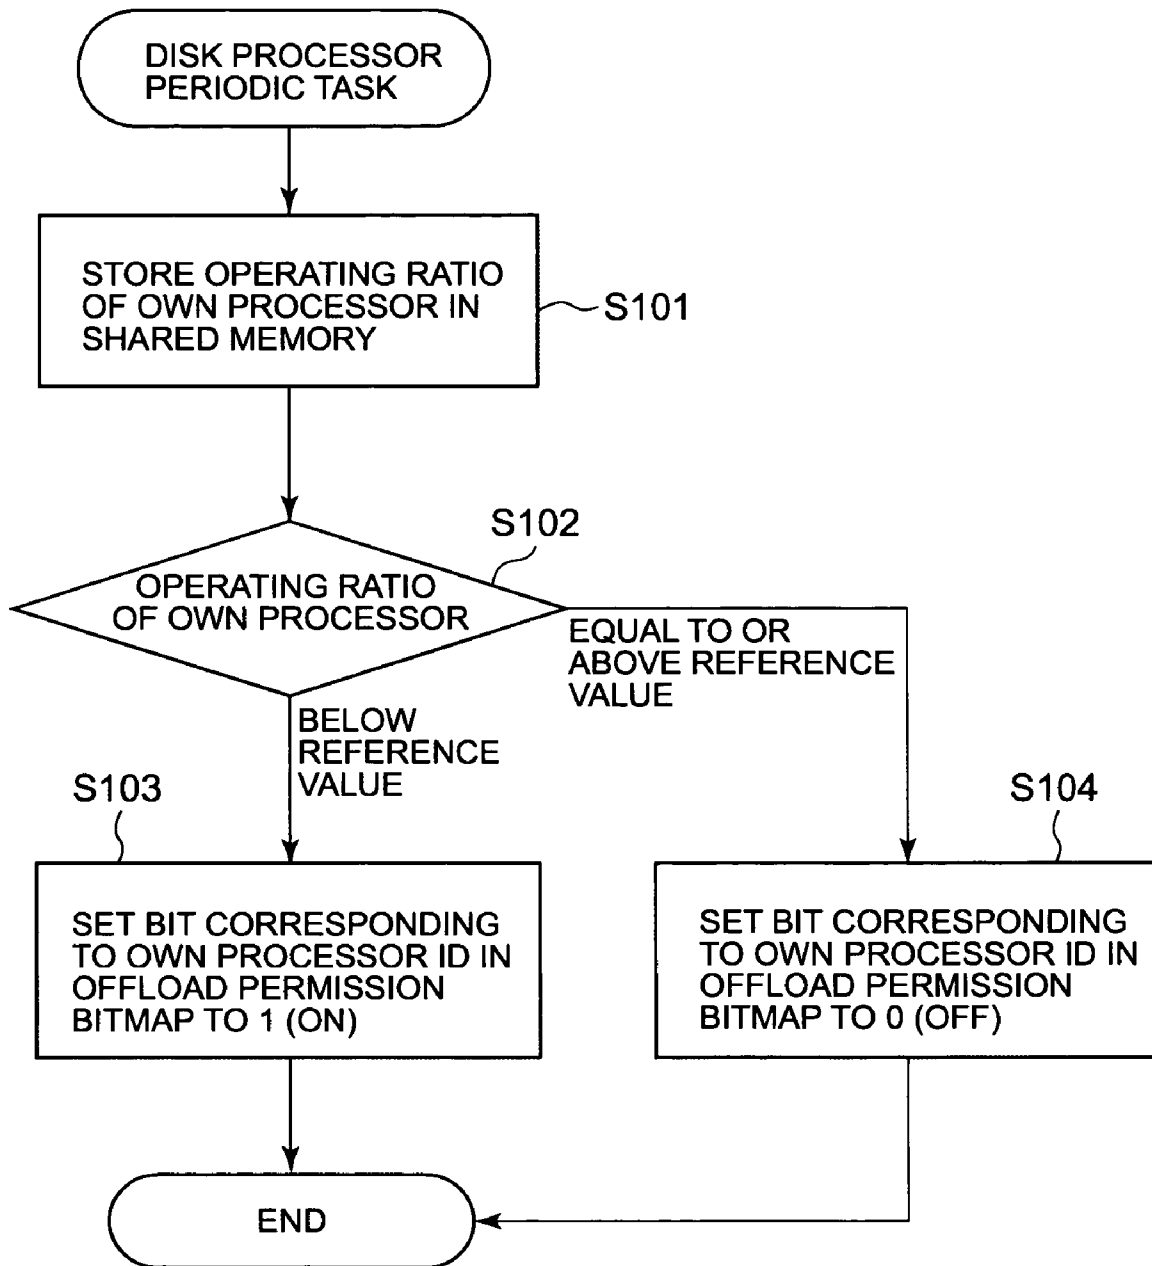 DISK PROCESSOR
PERIODIC TASK
STORE OPERATING RATIO
OF OWN PROCESSOR IN
SHARED MEMORY
S101
S102
OPERATING RATIO
OF OWN PROCESSOR
EQUAL TO OR
ABOVE REFERENCE
VALUE
BELOW
REFERENCE
VALUE
S103
S104
SET BIT CORRESPONDING
TO OWN PROCESSOR ID IN
OFFLOAD PERMISSION
BITMAP TO 1 (ON)
SET BIT CORRESPONDING
TO OWN PROCESSOR ID IN
OFFLOAD PERMISSION
BITMAP TO 0 (OFF)
END